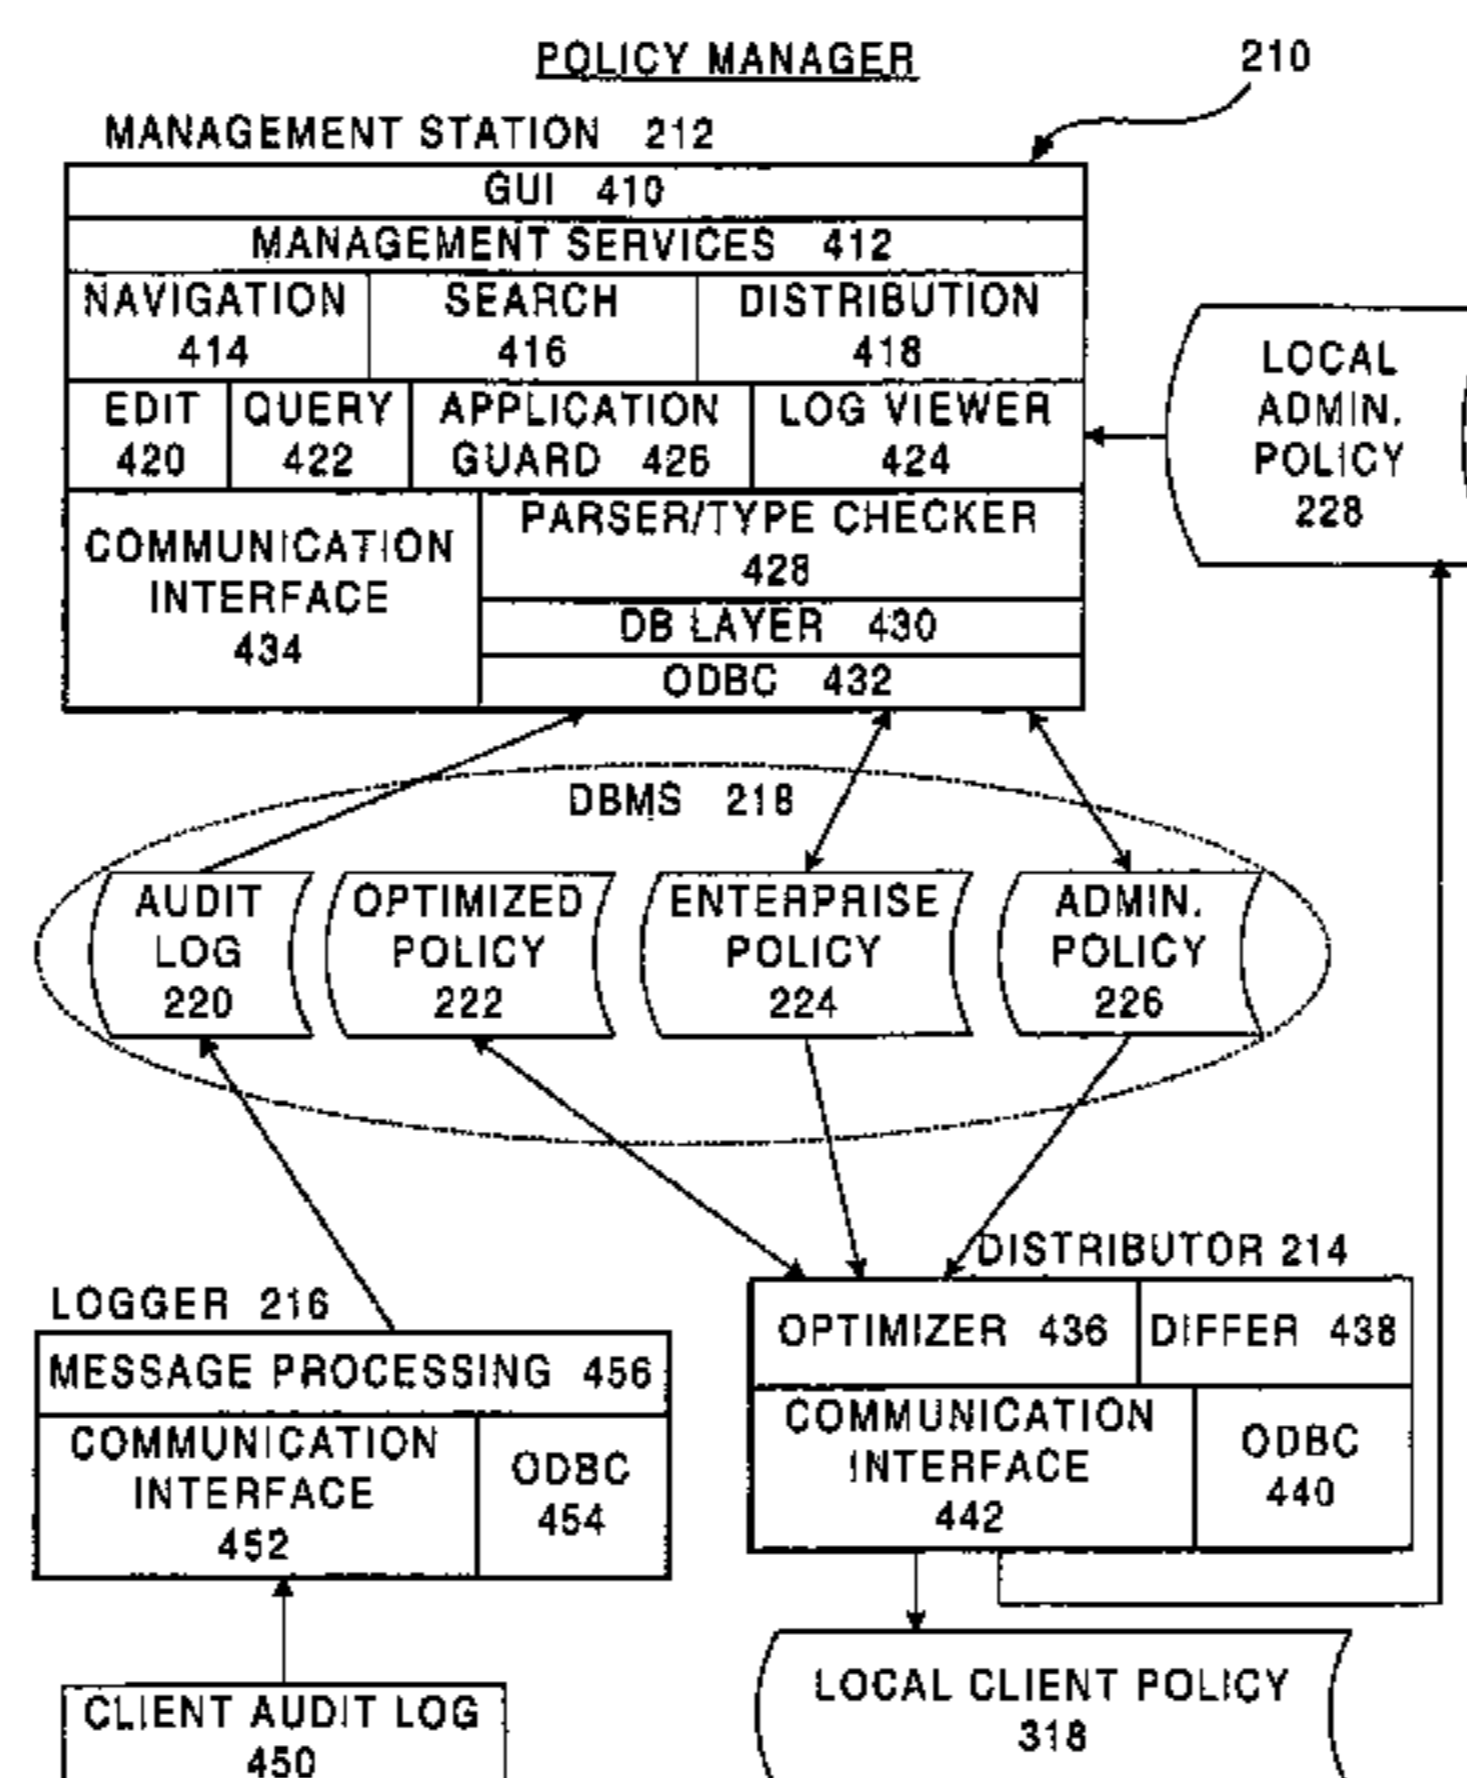 POLICY MANAGER
210
MANAGEMENT STATION 212
GUI 410
MANAGEMENT SERVICES 412
NAVIGATION
414
SEARCH
416
DISTRIBUTION
418
EDIT
420
QUERY
422
APPLICATION
GUARD 426
LOG VIEWER
424
LOCAL
ADMIN.
POLICY
228
COMMUNICATION
INTERFACE
434
PARSER/TYPE CHECKER
428
DB LAYER 430
ODBC 432
DBMS 218
AUDIT
LOG
220
OPTIMIZED
POLICY
222
ENTERPRISE
POLICY
224
ADMIN.
POLICY
226
LOGGER 216
MESSAGE PROCESSING 456
COMMUNICATION
INTERFACE
452
ODBC
454
DISTRIBUTOR 214
OPTIMIZER 436
DIFFER 438
COMMUNICATION
INTERFACE
442
ODBC
440
CLIENT AUDIT LOG
450
LOCAL CLIENT POLICY
318